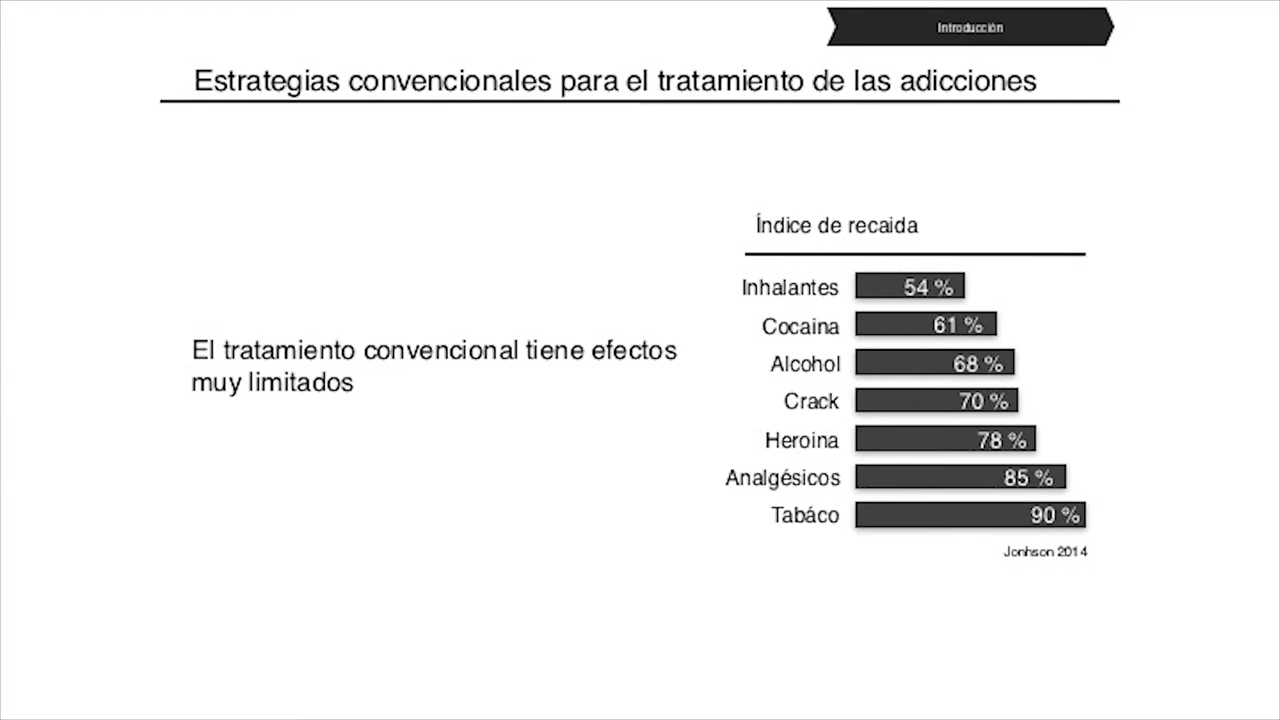 Introducción
Estrategias convencionales para el tratamiento de las adicciones
El tratamiento convencional tiene efectos
muy limitados
Índice de recaida
Inhalantes 54 %
Cocaina 61 %
Alcohol 68 %
Crack 70 %
Heroina 78 %
Analgésicos 85 %
Tabáco 90 %
Jonhson 2014